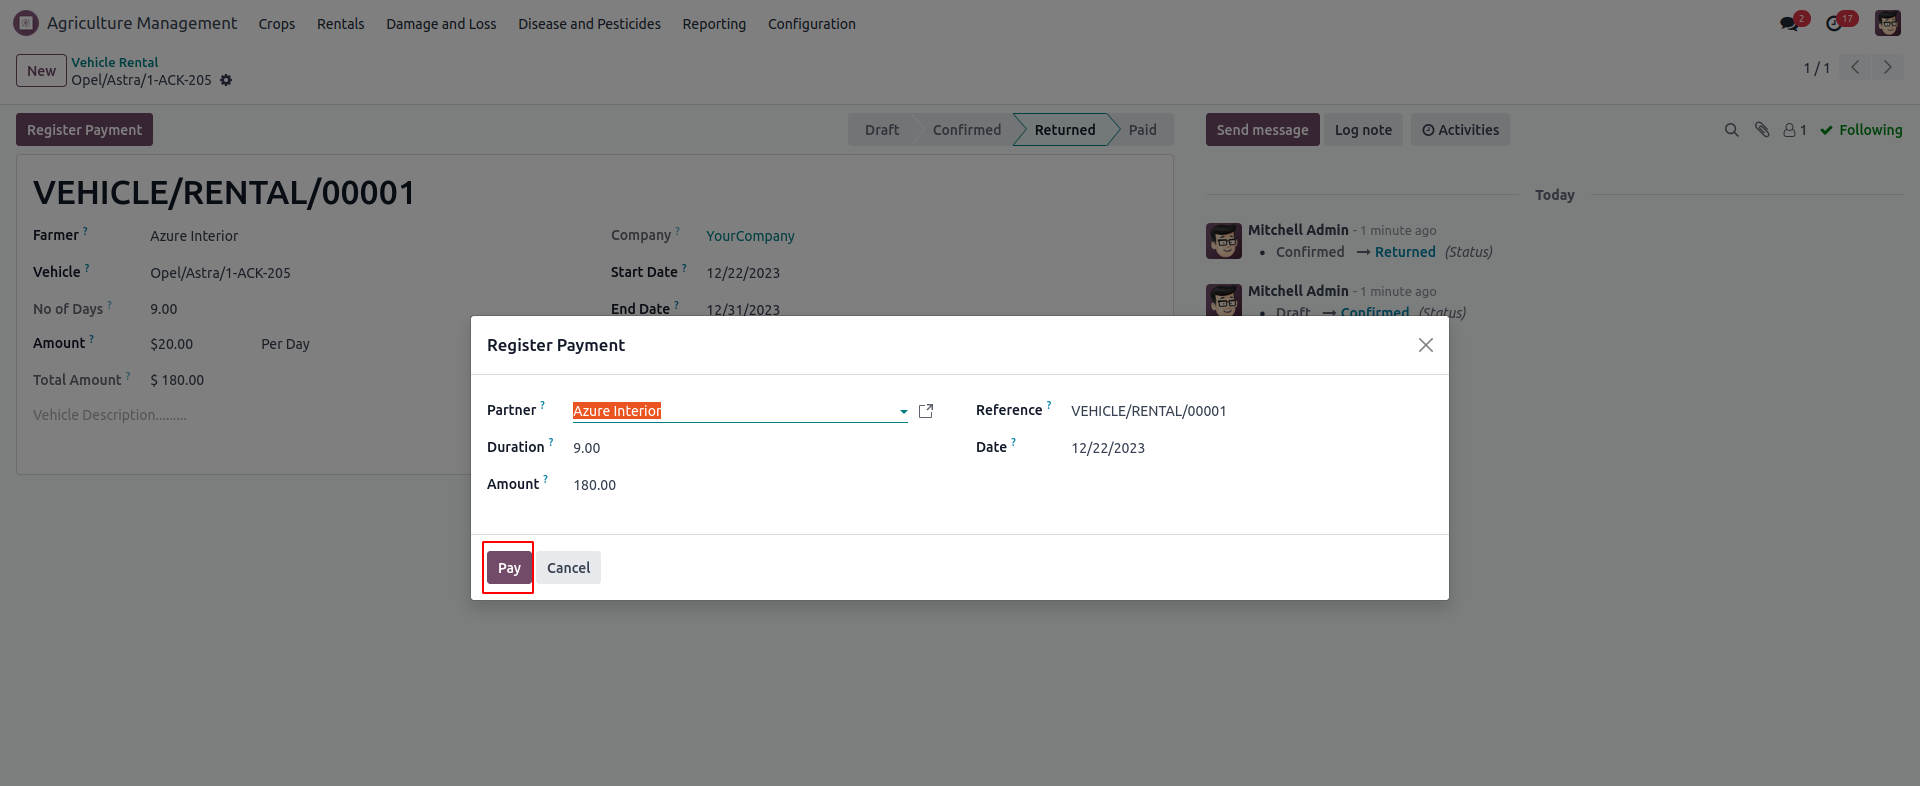 Agriculture Management Crops Rentals Damage and Loss Disease and Pesticides Reporting Configuration 2 17
New Vehicle Rental
Opel/Astra/1-ACK-205 1 / 1
Register Payment Draft Confirmed Returned Paid Send message Log note Activities 1 Following
VEHICLE/RENTAL/00001
Farmer ? Azure Interior Company ? YourCompany
Vehicle ? Opel/Astra/1-ACK-205 Start Date ? 12/22/2023
No of Days ? 9.00 End Date ? 12/31/2023
Amount ? $20.00 Per Day
Total Amount ? $ 180.00
Vehicle Description.........
Today
Mitchell Admin - 1 minute ago
• Confirmed → Returned (Status)
Mitchell Admin - 1 minute ago
• Draft → Confirmed (Status)
Register Payment
Partner ? Azure Interior Reference ? VEHICLE/RENTAL/00001
Duration ? 9.00 Date ? 12/22/2023
Amount ? 180.00
Pay Cancel